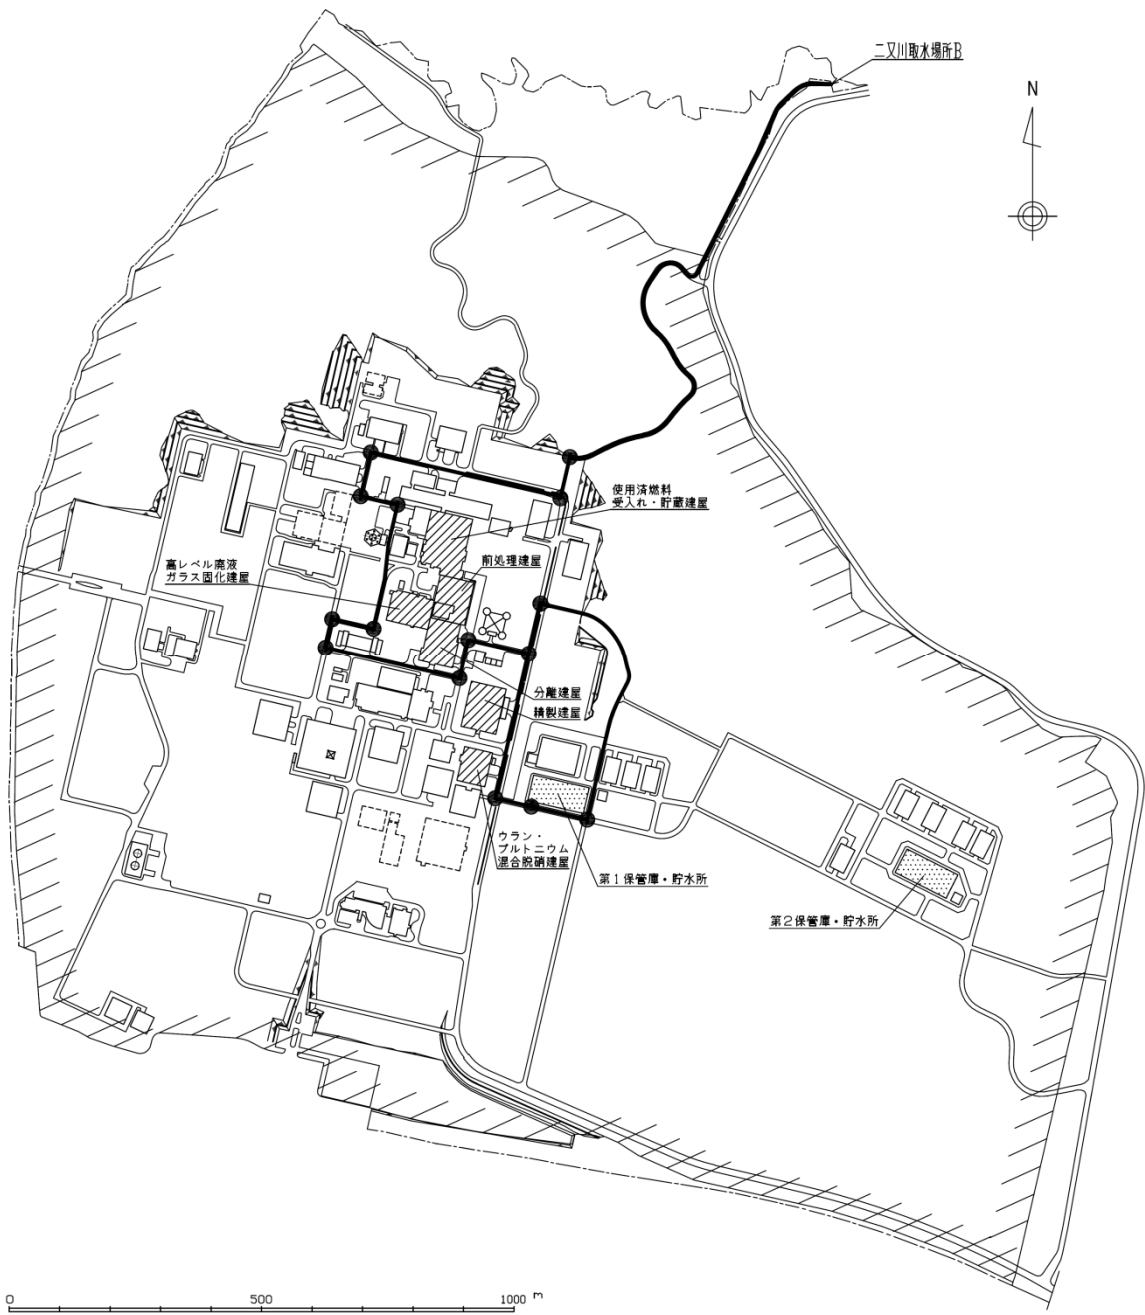 二又川取水場所B
N
使用済燃料
受入れ・貯蔵建屋
前処理建屋
高レベル廃液
ガラス固化建屋
分離建屋
精製建屋
ウラン・
プルトニウム
混合脱硝建屋
第1保管庫・貯水所
第2保管庫・貯水所
0 500 1000 m